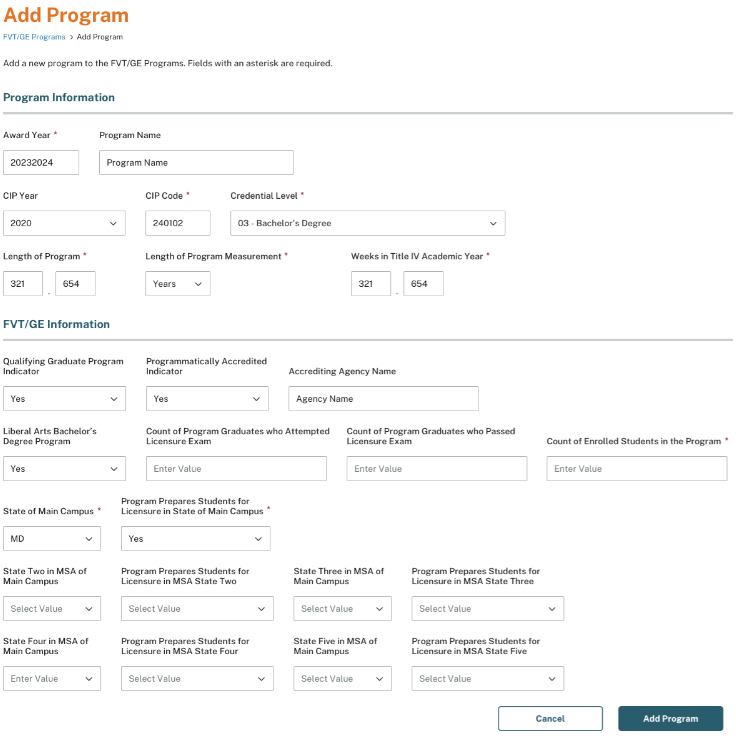 Add Program
FVT/GE Programs > Add Program
Add a new program to the FVT/GE Programs. Fields with an asterisk are required.
Program Information
Award Year * Program Name
20232024 Program Name
CIP Year CIP Code * Credential Level *
2020 240102 03 - Bachelor's Degree
Length of Program * Length of Program Measurement * Weeks in Title IV Academic Year *
321 . 654 Years 321 . 654
FVT/GE Information
Qualifying Graduate Program Indicator
Programmatically Accredited Indicator
Accrediting Agency Name
Yes Yes Agency Name
Liberal Arts Bachelor's Degree Program
Count of Program Graduates who Attempted Licensure Exam
Count of Program Graduates who Passed Licensure Exam
Count of Enrolled Students in the Program *
Yes Enter Value Enter Value Enter Value
State of Main Campus *
Program Prepares Students for Licensure in State of Main Campus *
MD Yes
State Two in MSA of Main Campus
Program Prepares Students for Licensure in MSA State Two
State Three in MSA of Main Campus
Program Prepares Students for Licensure in MSA State Three
Select Value Select Value Select Value Select Value
State Four in MSA of Main Campus
Program Prepares Students for Licensure in MSA State Four
State Five in MSA of Main Campus
Program Prepares Students for Licensure in MSA State Five
Enter Value Select Value Select Value Select Value
Cancel Add Program